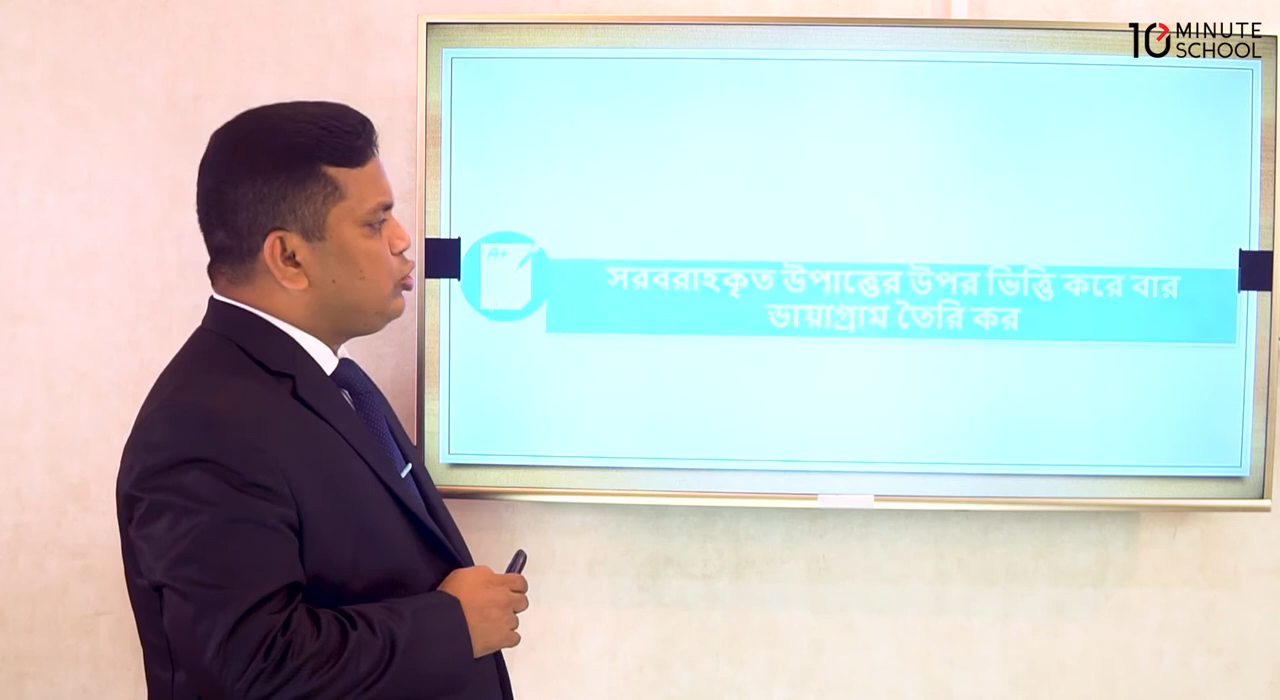 10 MINUTE
SCHOOL
সরবরাহকৃত উপাত্তের উপর ভিত্তি করে বার
ডায়াগ্রাম তৈরি কর